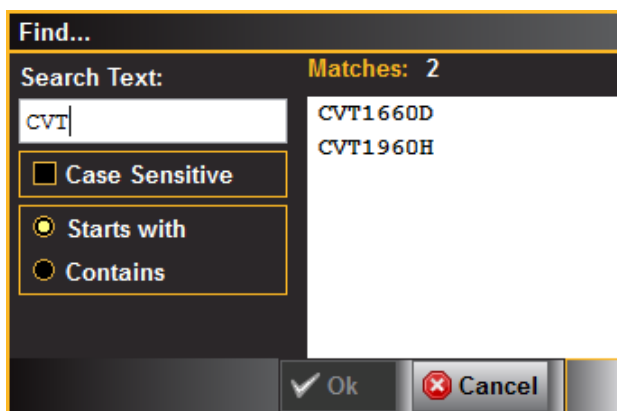 Find...
Search Text:
CVT
Case Sensitive
Starts with
Contains
Matches: 2
CVT1660D
CVT1960H
Ok
Cancel